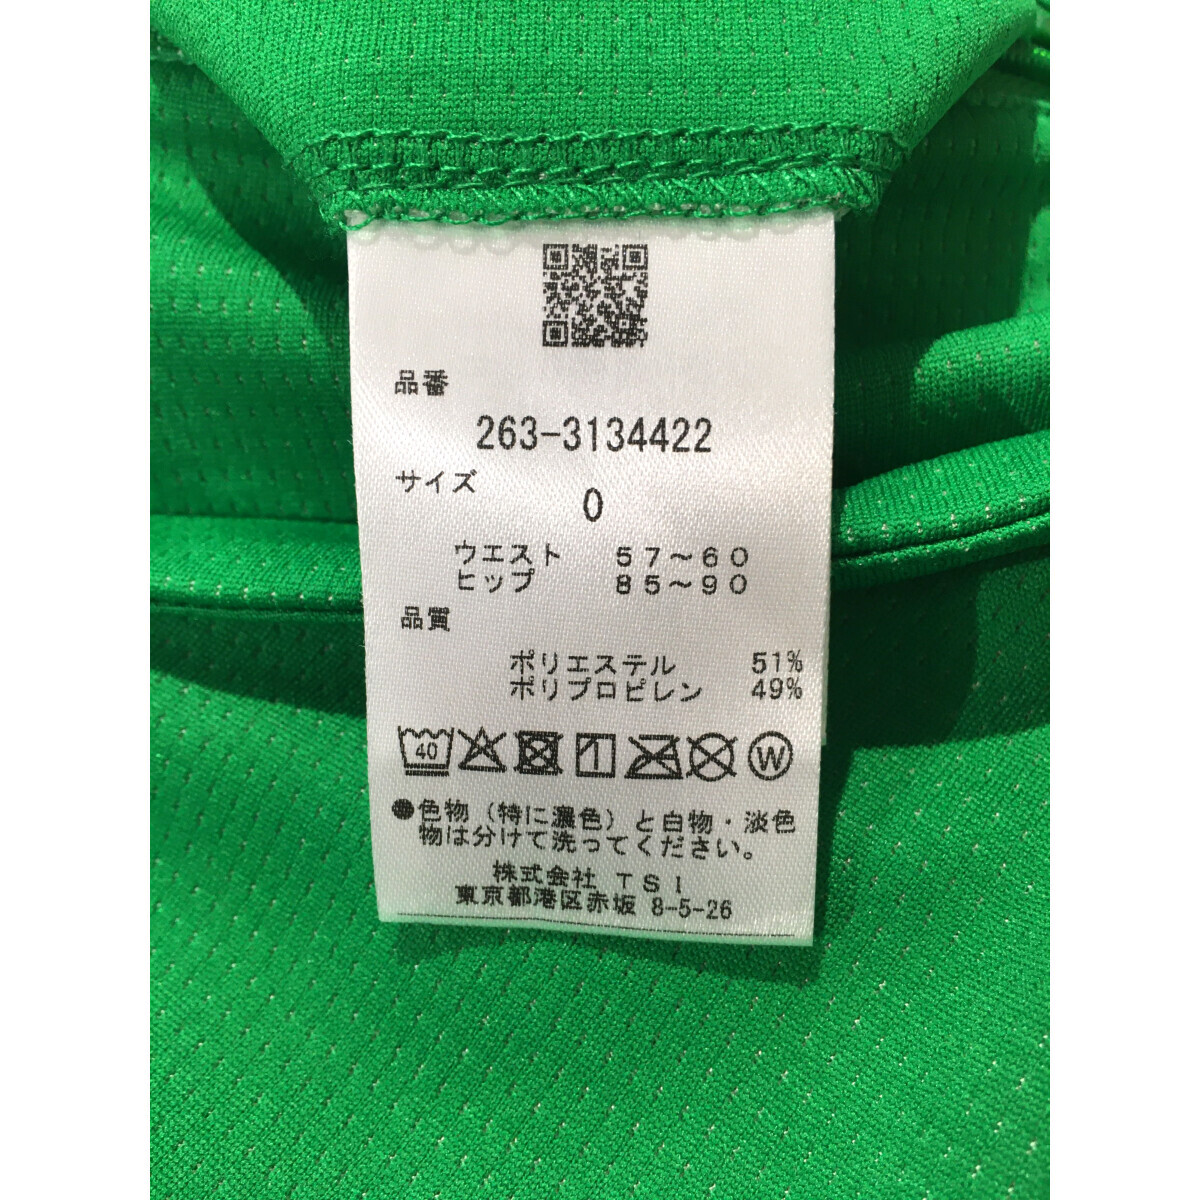 品番
263-3134422
サイズ
0
ウエスト 57～60
ヒップ 85～90
品質
ポリエステル 51%
ポリプロピレン 49%
40 1 W
●色物（特に濃色）と白物・淡色
物は分けて洗ってください。
株式会社 TSI
東京都港区赤坂 8-5-26